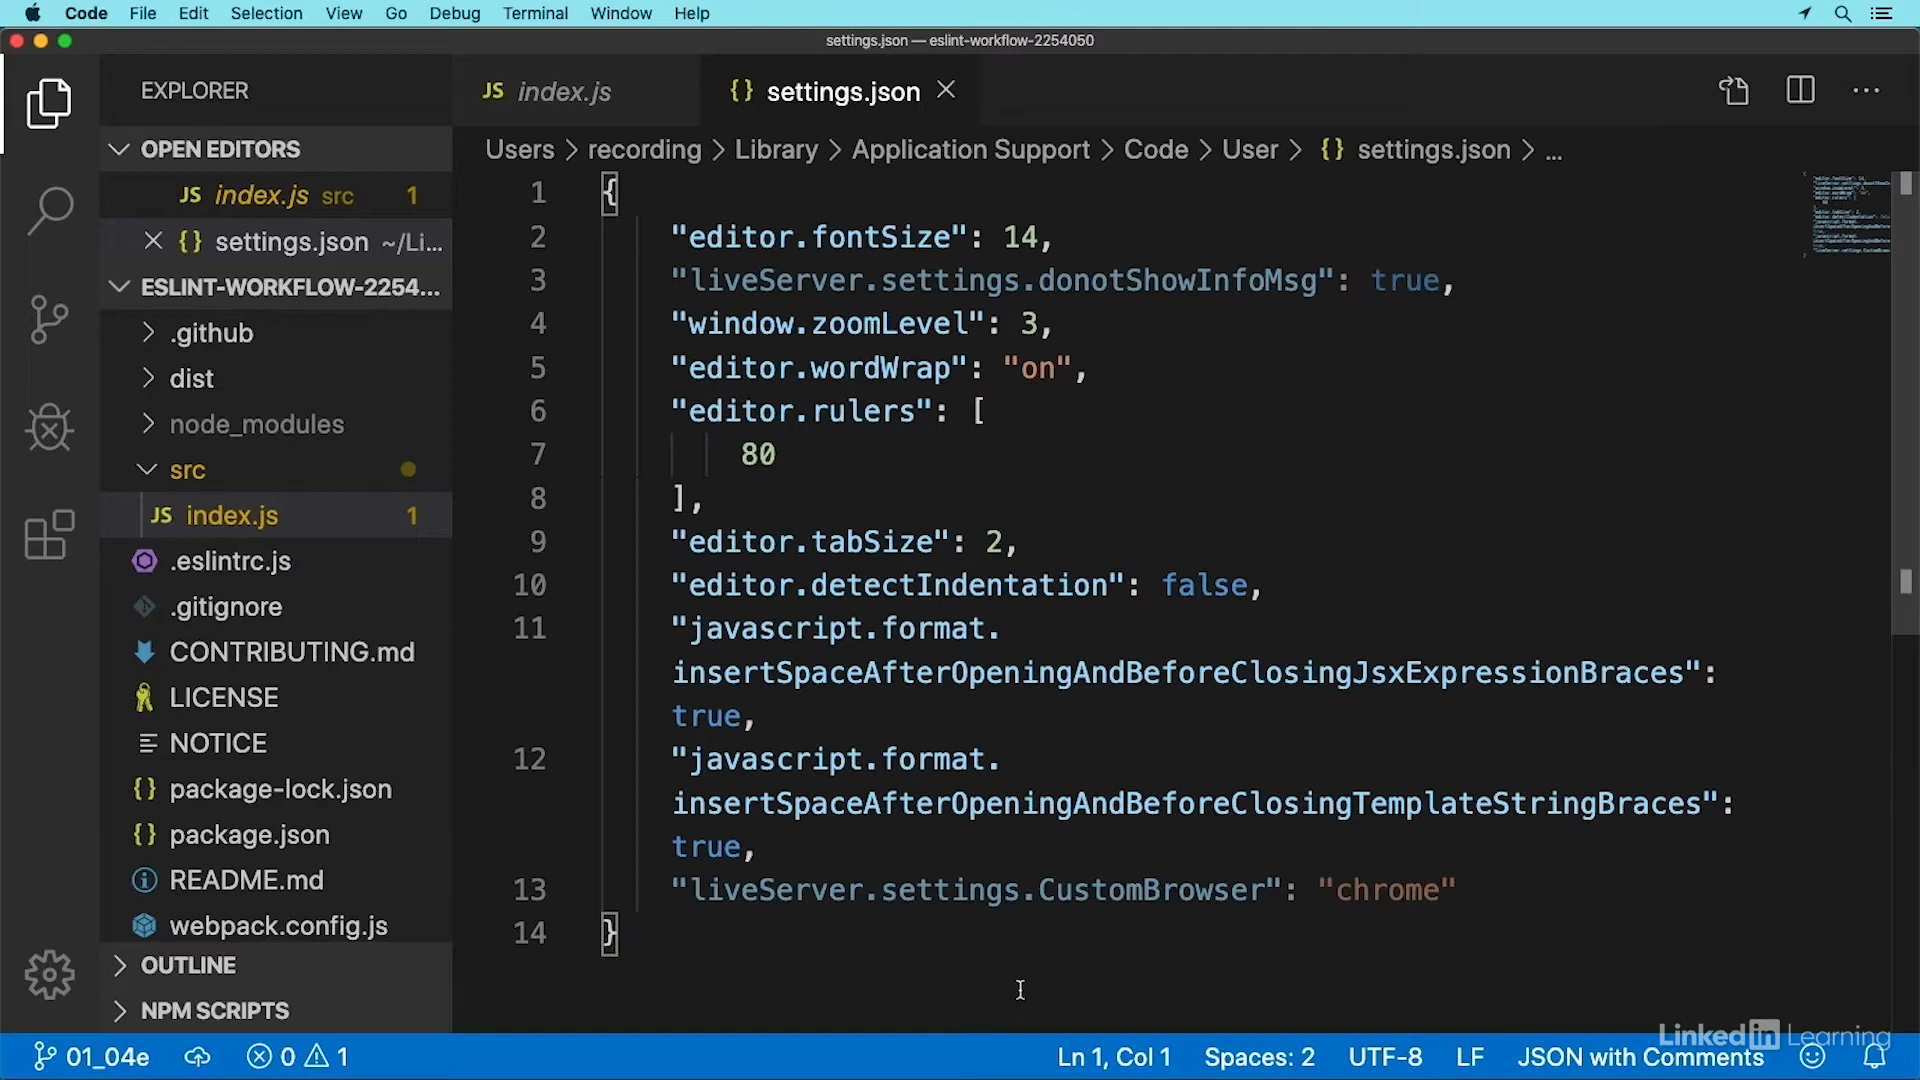 Code File Edit Selection View Go Debug Terminal Window Help
settings.json — eslint-workflow-2254050
EXPLORER
JS index.js
{} settings.json
OPEN EDITORS
JS index.js src 1
{} settings.json ~/Li...
ESLINT-WORKFLOW-2254...
.github
dist
node_modules
src
JS index.js 1
.eslintrc.js
.gitignore
CONTRIBUTING.md
LICENSE
NOTICE
{} package-lock.json
{} package.json
README.md
webpack.config.js
OUTLINE
NPM SCRIPTS
Users > recording > Library > Application Support > Code > User > {} settings.json > ...
1 {
2 "editor.fontSize": 14,
3 "liveServer.settings.donotShowInfoMsg": true,
4 "window.zoomLevel": 3,
5 "editor.wordWrap": "on",
6 "editor.rulers": [
7 80
8 ],
9 "editor.tabSize": 2,
10 "editor.detectIndentation": false,
11 "javascript.format.
insertSpaceAfterOpeningAndBeforeClosingJsxExpressionBraces":
true,
12 "javascript.format.
insertSpaceAfterOpeningAndBeforeClosingTemplateStringBraces":
true,
13 "liveServer.settings.CustomBrowser": "chrome"
14 }
LinkedIn Learning
01_04e 0 1 Ln 1, Col 1 Spaces: 2 UTF-8 LF JSON with Comments